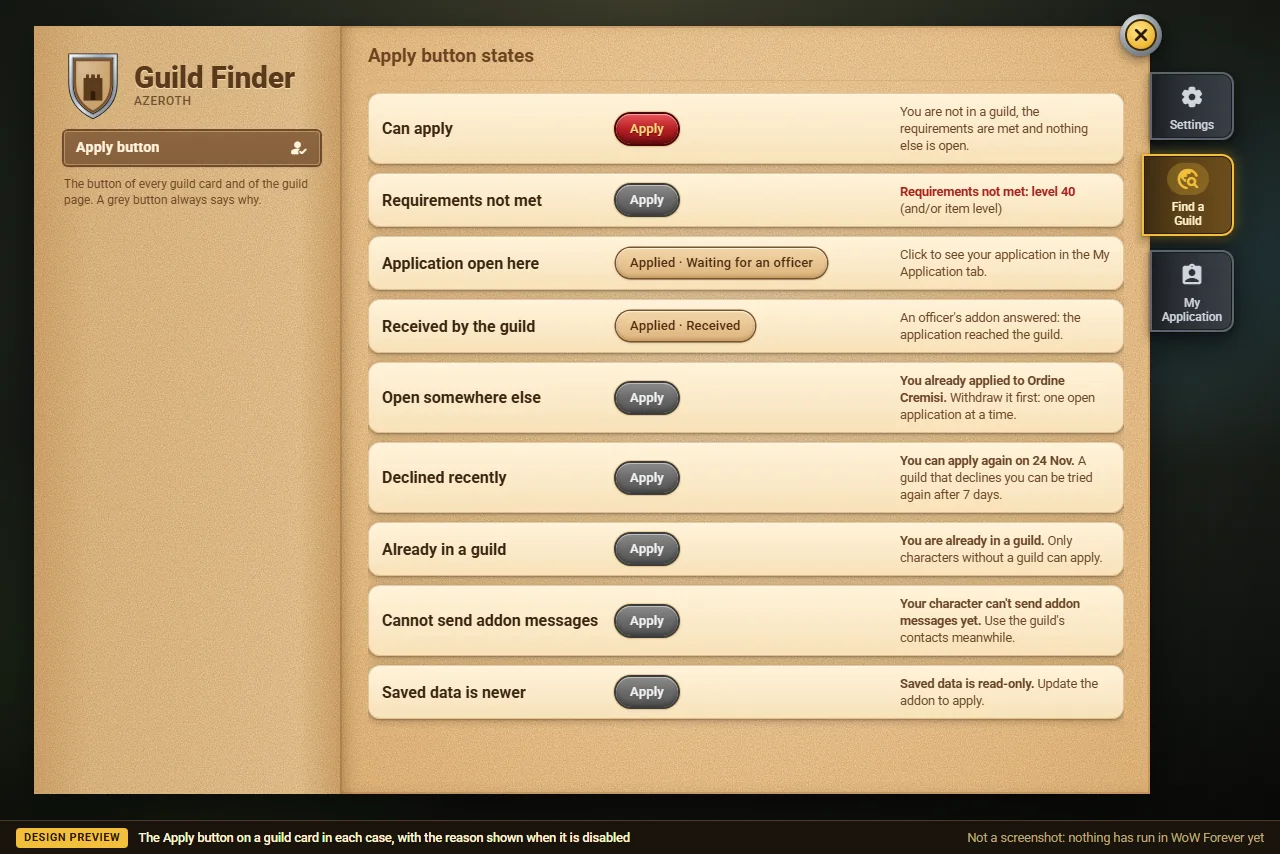 Guild Finder
AZEROTH
Apply button
The button of every guild card and of the guild
page. A grey button always says why.
Apply button states
Can apply
Apply
You are not in a guild, the
requirements are met and nothing
else is open.
Requirements not met
Apply
Requirements not met: level 40
(and/or item level)
Application open here
Applied · Waiting for an officer
Click to see your application in the My
Application tab.
Received by the guild
Applied · Received
An officer's addon answered: the
application reached the guild.
Open somewhere else
Apply
You already applied to Ordine
Cremisi. Withdraw it first: one open
application at a time.
Declined recently
Apply
You can apply again on 24 Nov. A
guild that declines you can be tried
again after 7 days.
Already in a guild
Apply
You are already in a guild. Only
characters without a guild can apply.
Cannot send addon messages
Apply
Your character can't send addon
messages yet. Use the guild's
contacts meanwhile.
Saved data is newer
Apply
Saved data is read-only. Update the
addon to apply.
Settings
Find a
Guild
My
Application
DESIGN PREVIEW
The Apply button on a guild card in each case, with the reason shown when it is disabled
Not a screenshot: nothing has run in WoW Forever yet